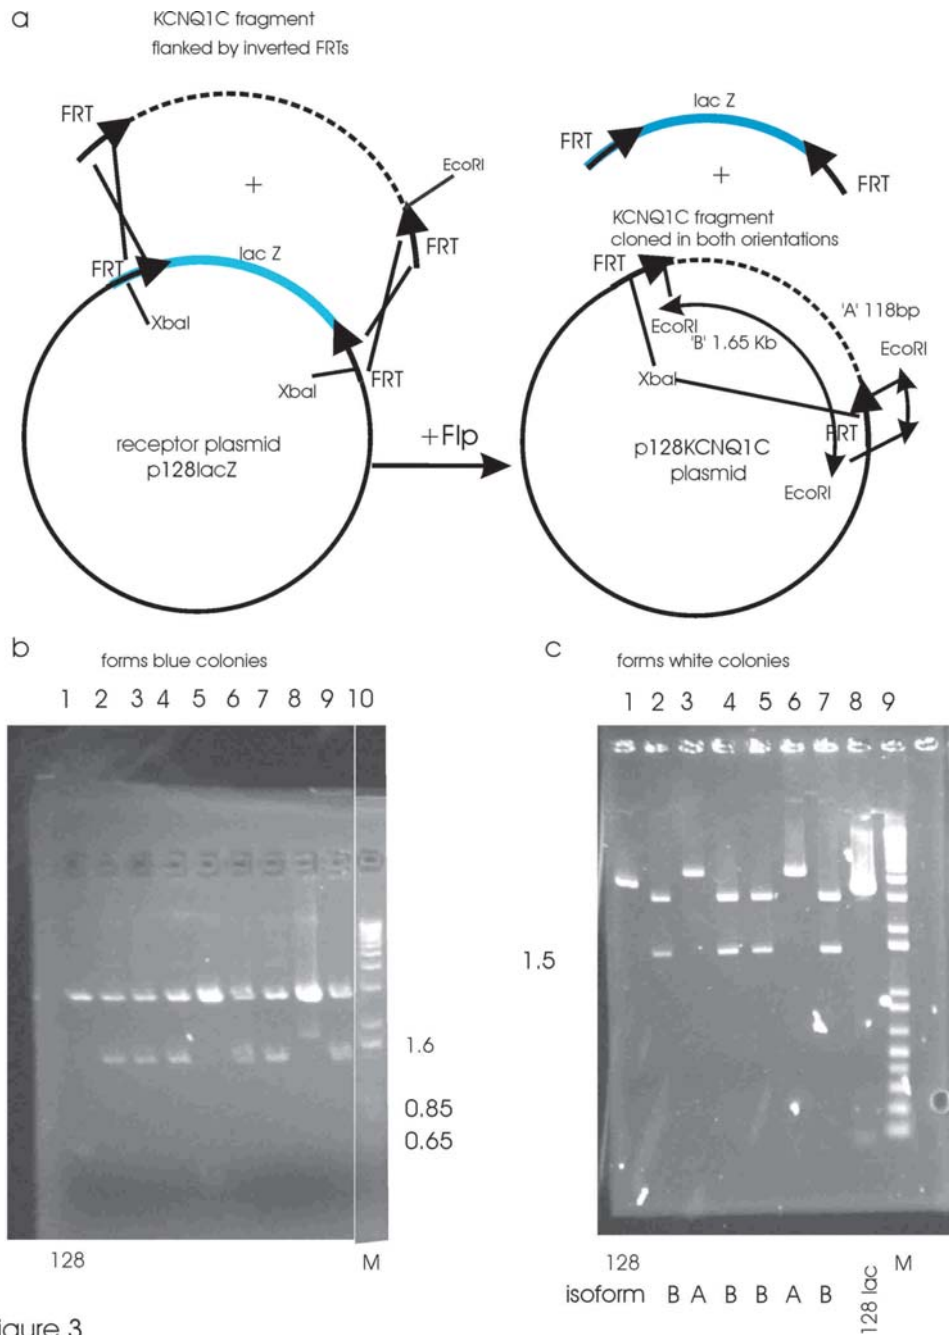 a
KCNQ1C fragment
flanked by inverted FRTs
FRT
EcoRI
+
FRT
lac Z
FRT
XbaI
XbaI
FRT
receptor plasmid
p128lacZ
+Flp
lac Z
FRT
+
FRT
KCNQ1C fragment
cloned in both orientations
FRT
'A' 118bp
EcoRI
EcoRI
'B' 1.65 Kb
XbaI
FRT
p128KCNQ1C
plasmid
EcoRI
b
forms blue colonies
1 2 3 4 5 6 7 8 9 10
1.6
0.85
0.65
128
M
c
forms white colonies
1 2 3 4 5 6 7 8 9
1.5
128
M
isoform B A B B A B
128 lac
igure 3